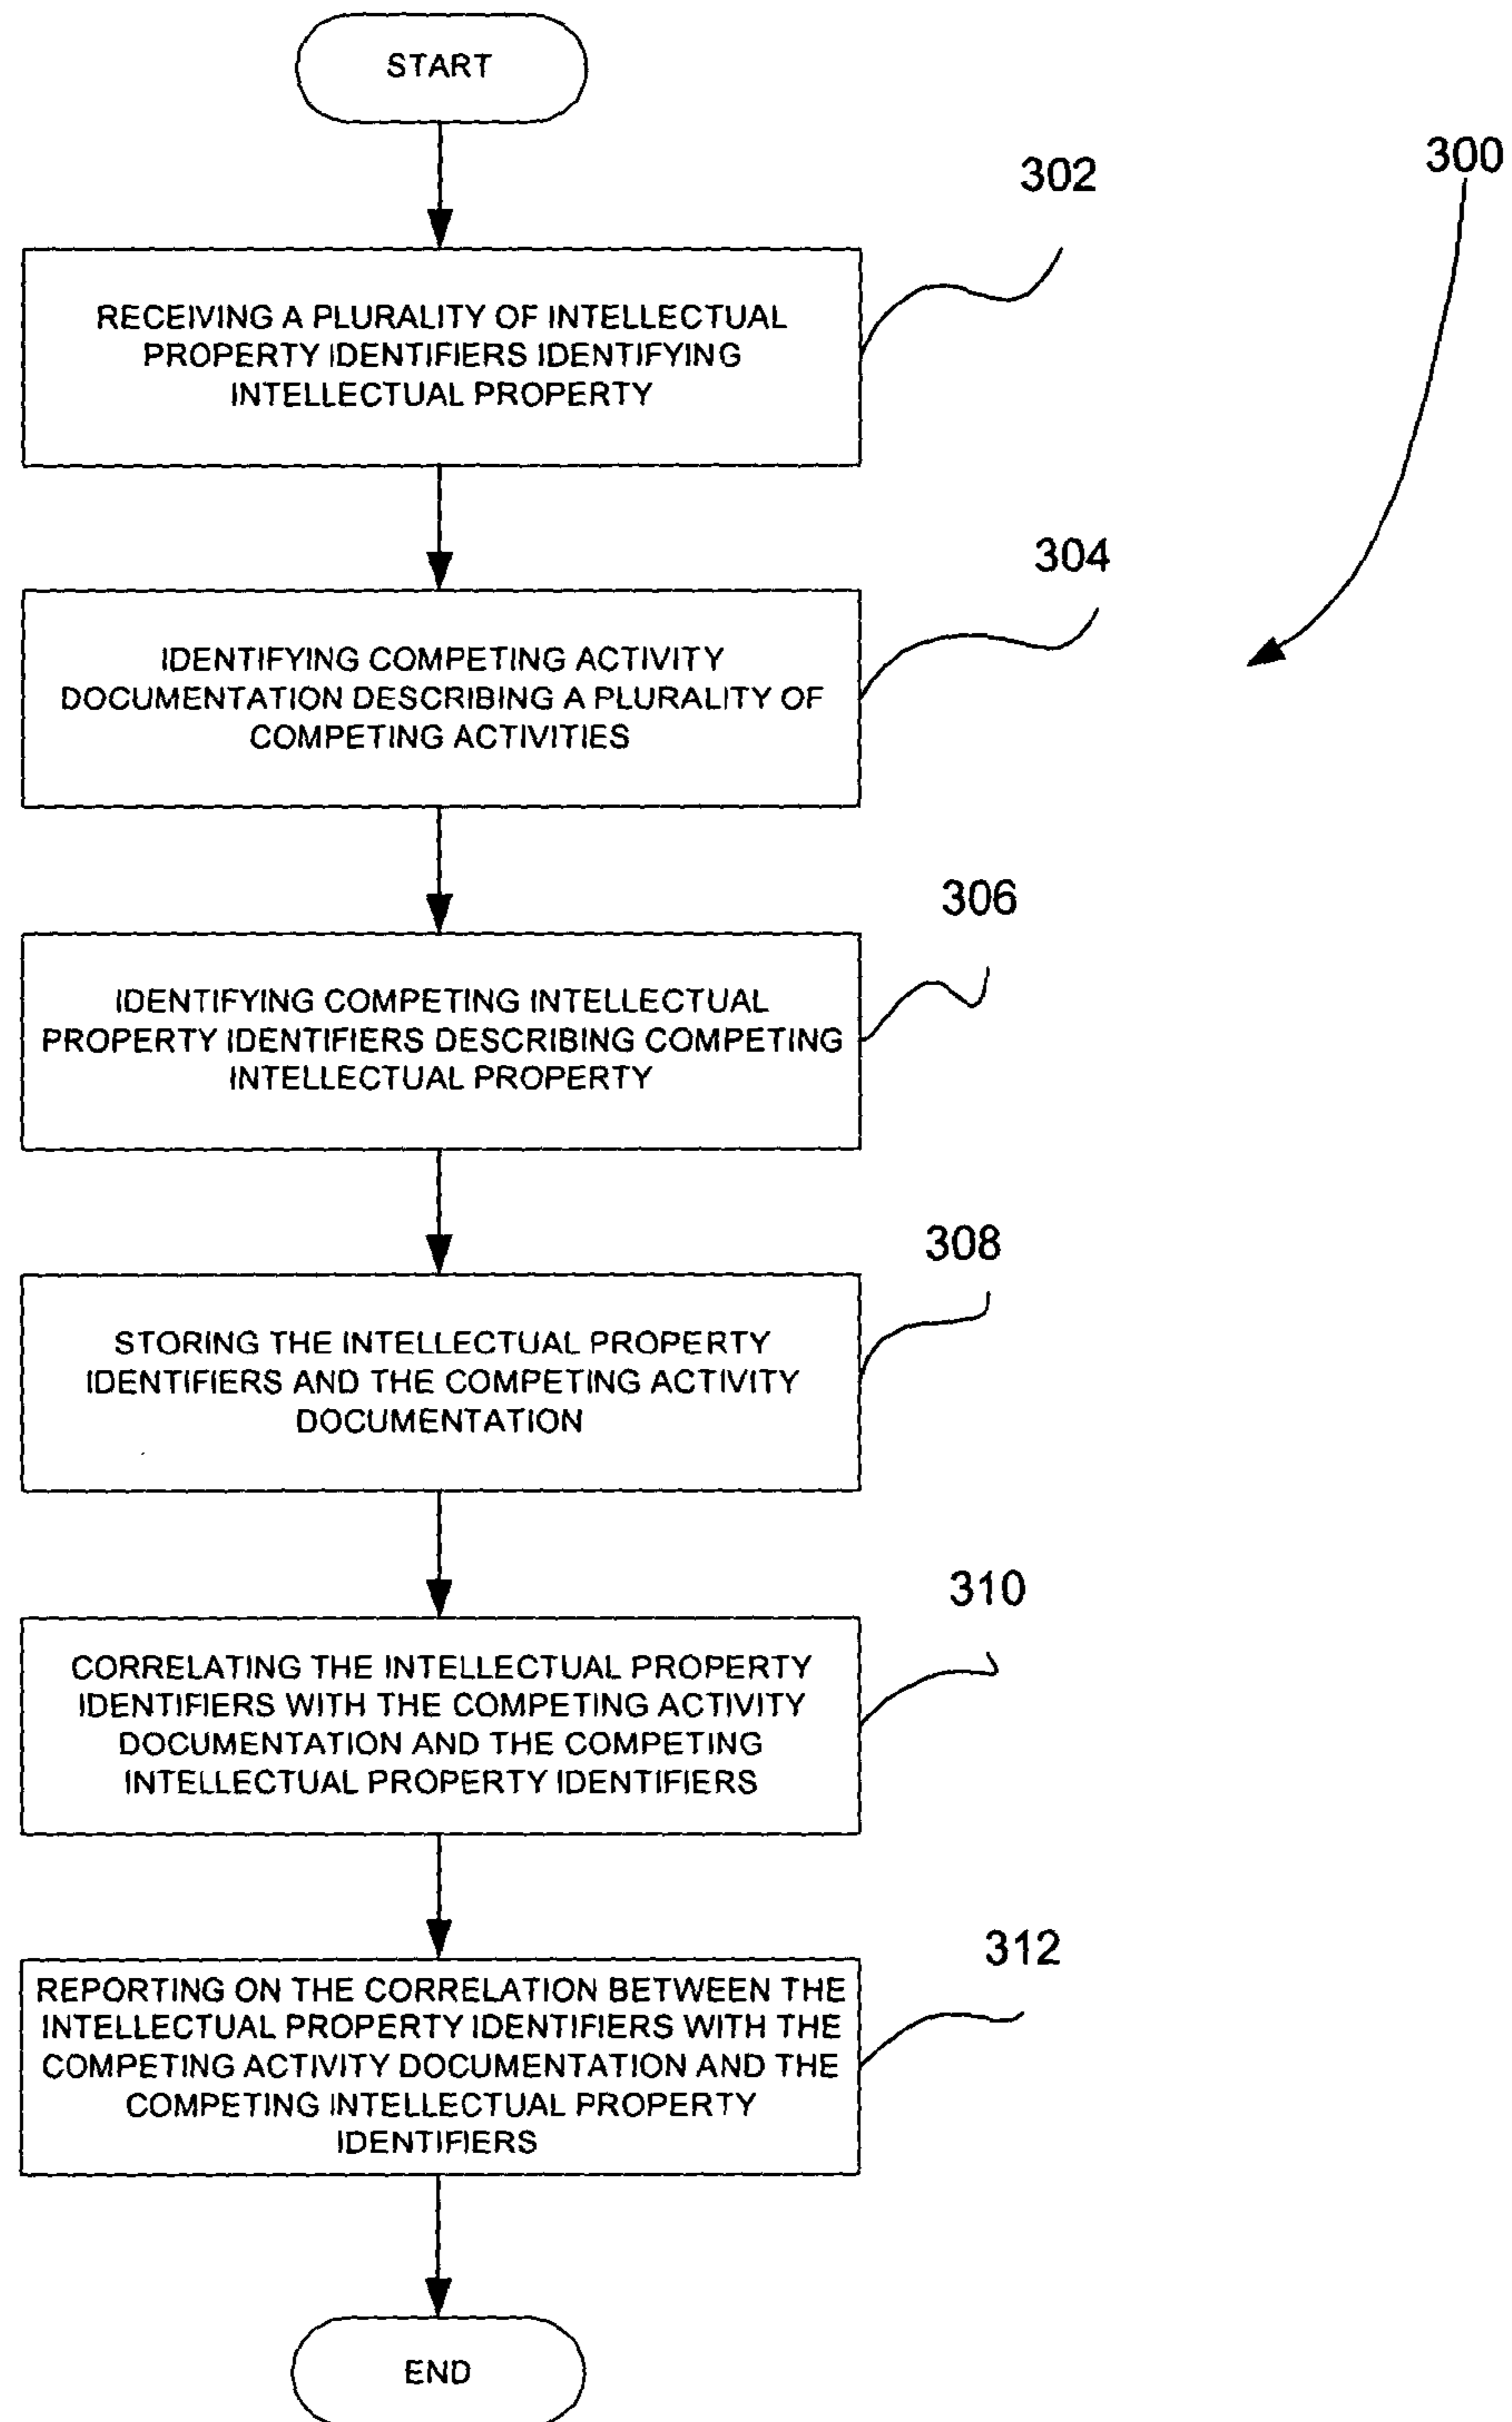 START
300
302
RECEIVING A PLURALITY OF INTELLECTUAL
PROPERTY IDENTIFIERS IDENTIFYING
INTELLECTUAL PROPERTY
304
IDENTIFYING COMPETING ACTIVITY
DOCUMENTATION DESCRIBING A PLURALITY OF
COMPETING ACTIVITIES
306
IDENTIFYING COMPETING INTELLECTUAL
PROPERTY IDENTIFIERS DESCRIBING COMPETING
INTELLECTUAL PROPERTY
308
STORING THE INTELLECTUAL PROPERTY
IDENTIFIERS AND THE COMPETING ACTIVITY
DOCUMENTATION
310
CORRELATING THE INTELLECTUAL PROPERTY
IDENTIFIERS WITH THE COMPETING ACTIVITY
DOCUMENTATION AND THE COMPETING
INTELLECTUAL PROPERTY IDENTIFIERS
312
REPORTING ON THE CORRELATION BETWEEN THE
INTELLECTUAL PROPERTY IDENTIFIERS WITH THE
COMPETING ACTIVITY DOCUMENTATION AND THE
COMPETING INTELLECTUAL PROPERTY
IDENTIFIERS
END